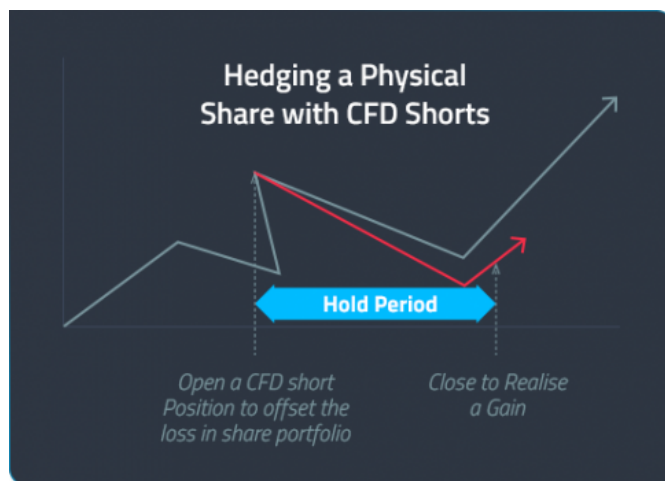 Hedging a Physical
Share with CFD Shorts
Hold Period
Open a CFD short
Position to offset the
loss in share portfolio
Close to Realise
a Gain